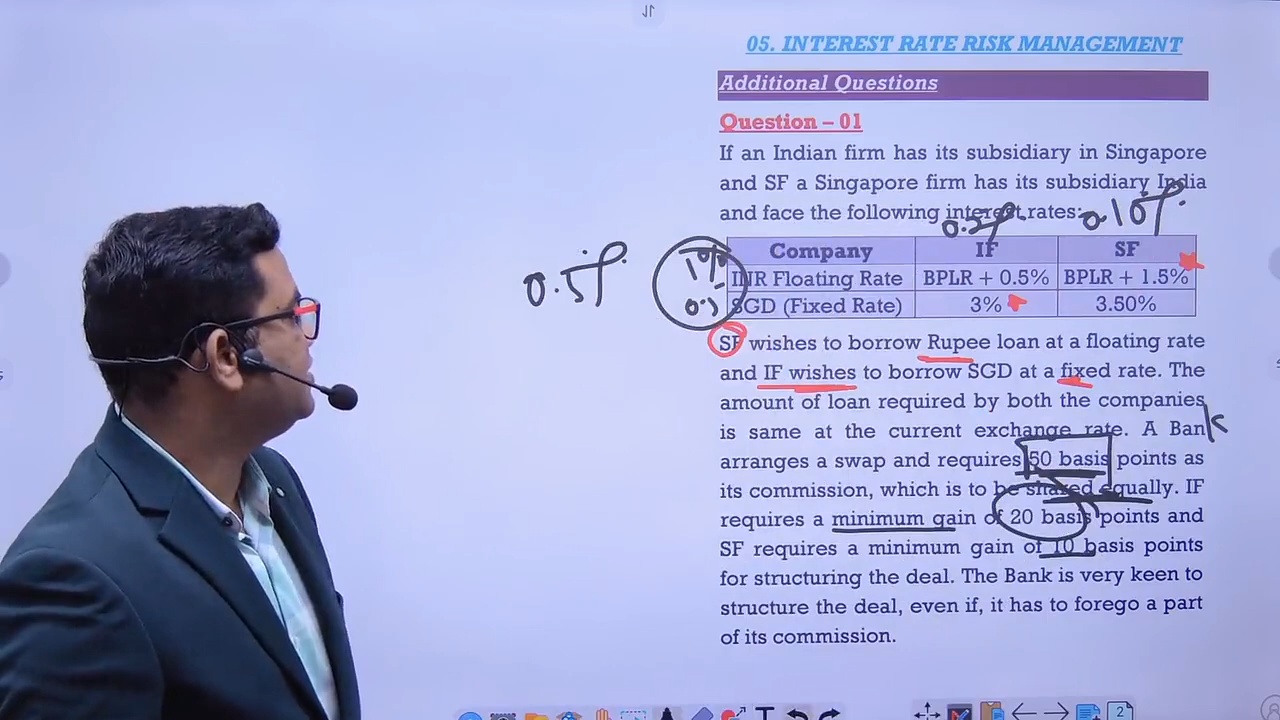 05. INTEREST RATE RISK MANAGEMENT
Additional Questions
Question – 01
If an Indian firm has its subsidiary in Singapore
and SF a Singapore firm has its subsidiary India
and face the following interest rates:
0.2% 0.10%
Company IF SF
INR Floating Rate BPLR + 0.5% BPLR + 1.5%
SGD (Fixed Rate) 3% 3.50%
0.5%
1%
SF wishes to borrow Rupee loan at a floating rate
and IF wishes to borrow SGD at a fixed rate. The
amount of loan required by both the companies
is same at the current exchange rate. A Bank
arranges a swap and requires 50 basis points as
its commission, which is to be shared equally. IF
requires a minimum gain of 20 basis points and
SF requires a minimum gain of 10 basis points
for structuring the deal. The Bank is very keen to
structure the deal, even if, it has to forego a part
of its commission.
2